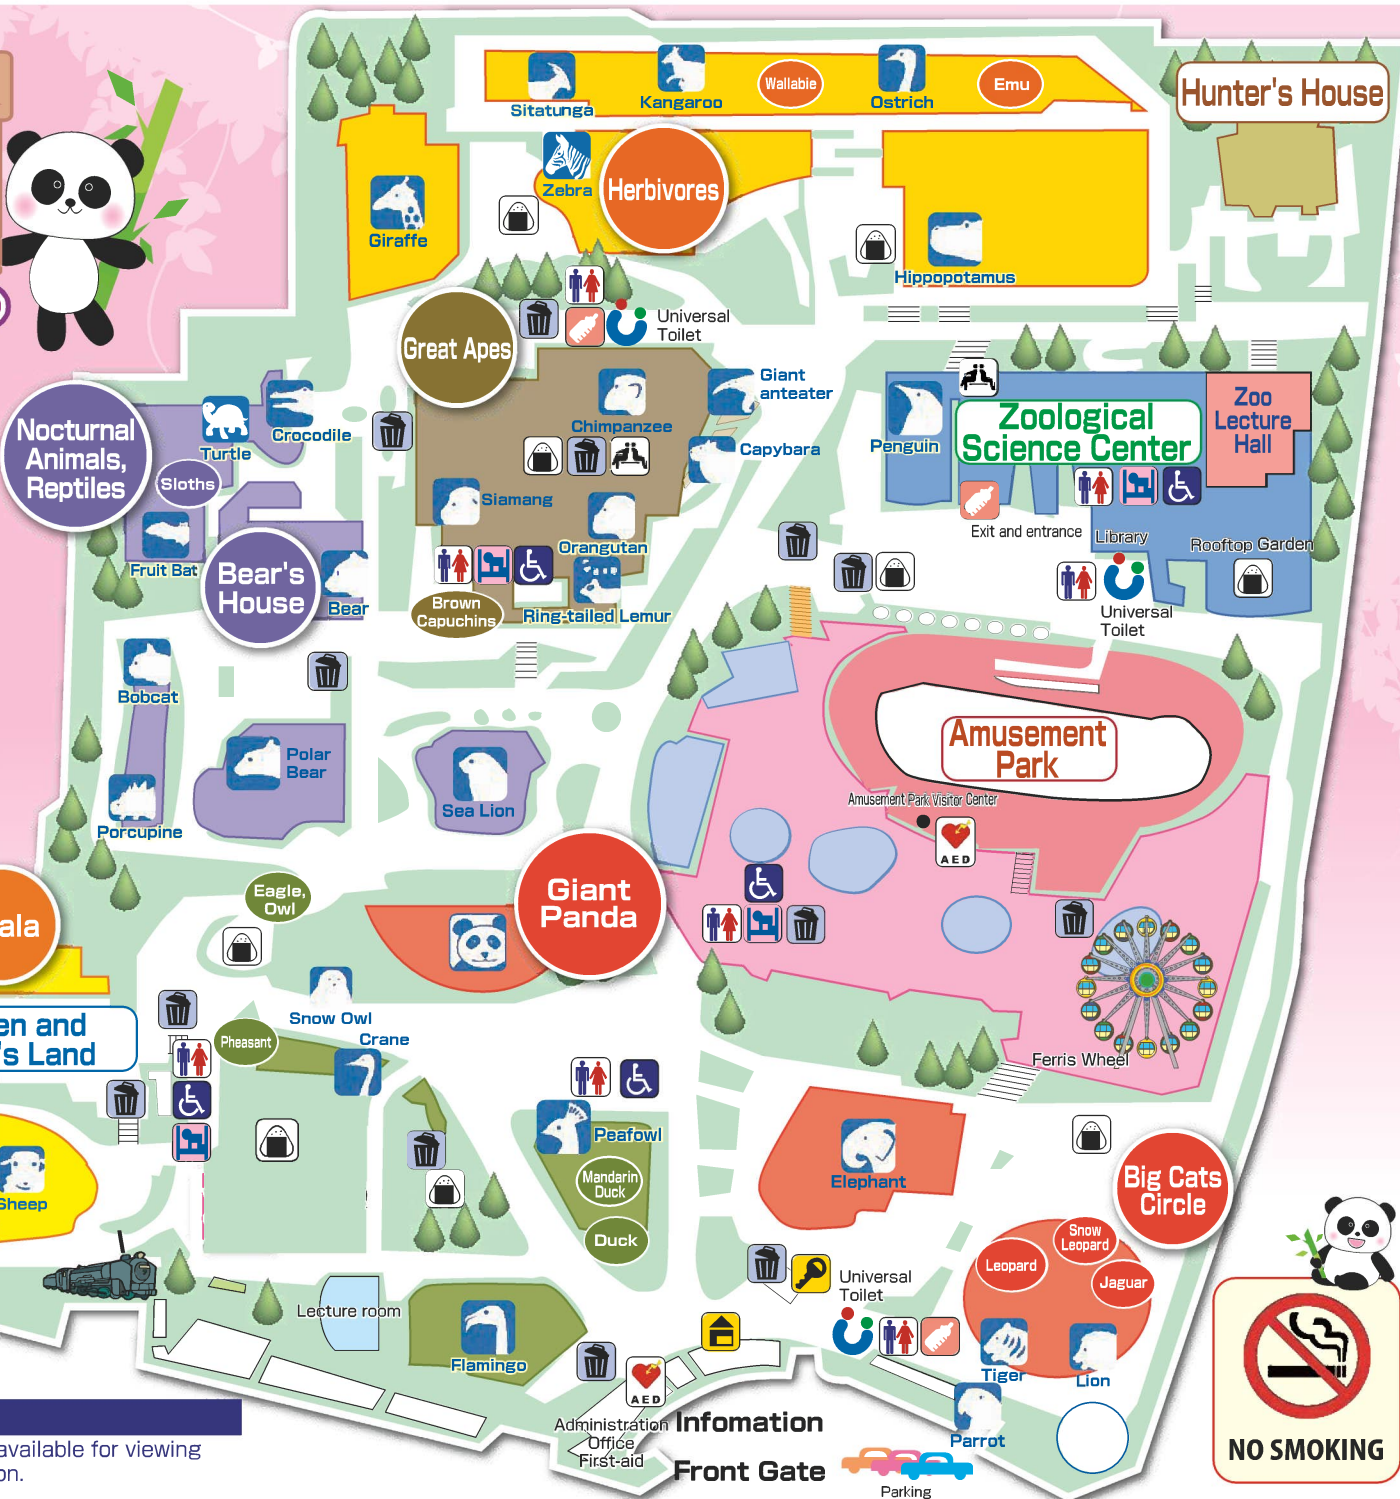 Sitatunga
Kangaroo
Wallabie
Ostrich
Emu
Hunter's House
Zebra
Herbivores
Giraffe
Hippopotamus
Universal
Toilet
Great Apes
Giant
anteater
Chimpanzee
Capybara
Siamang
Orangutan
Ring-tailed Lemur
Brown
Capuchins
Nocturnal
Animals,
Reptiles
Turtle
Crocodile
Sloths
Fruit Bat
Bear's
House
Bear
Penguin
Zoological
Science Center
Zoo
Lecture
Hall
Exit and entrance
Library
Rooftop Garden
Universal
Toilet
Bobcat
Polar
Bear
Sea Lion
Porcupine
Amusement
Park
Amusement Park Visitor Center
AED
Giant
Panda
Eagle,
Owl
ala
Snow Owl
Crane
Pheasant
en and
's Land
Ferris Wheel
Peafowl
Mandarin
Duck
Duck
Elephant
Big Cats
Circle
Sheep
Snow
Leopard
Leopard
Jaguar
Universal
Toilet
Lecture room
Flamingo
Tiger
Lion
Parrot
AED
Administration
Office
First-aid
Infomation
Front Gate
Parking
NO SMOKING
available for viewing
on.